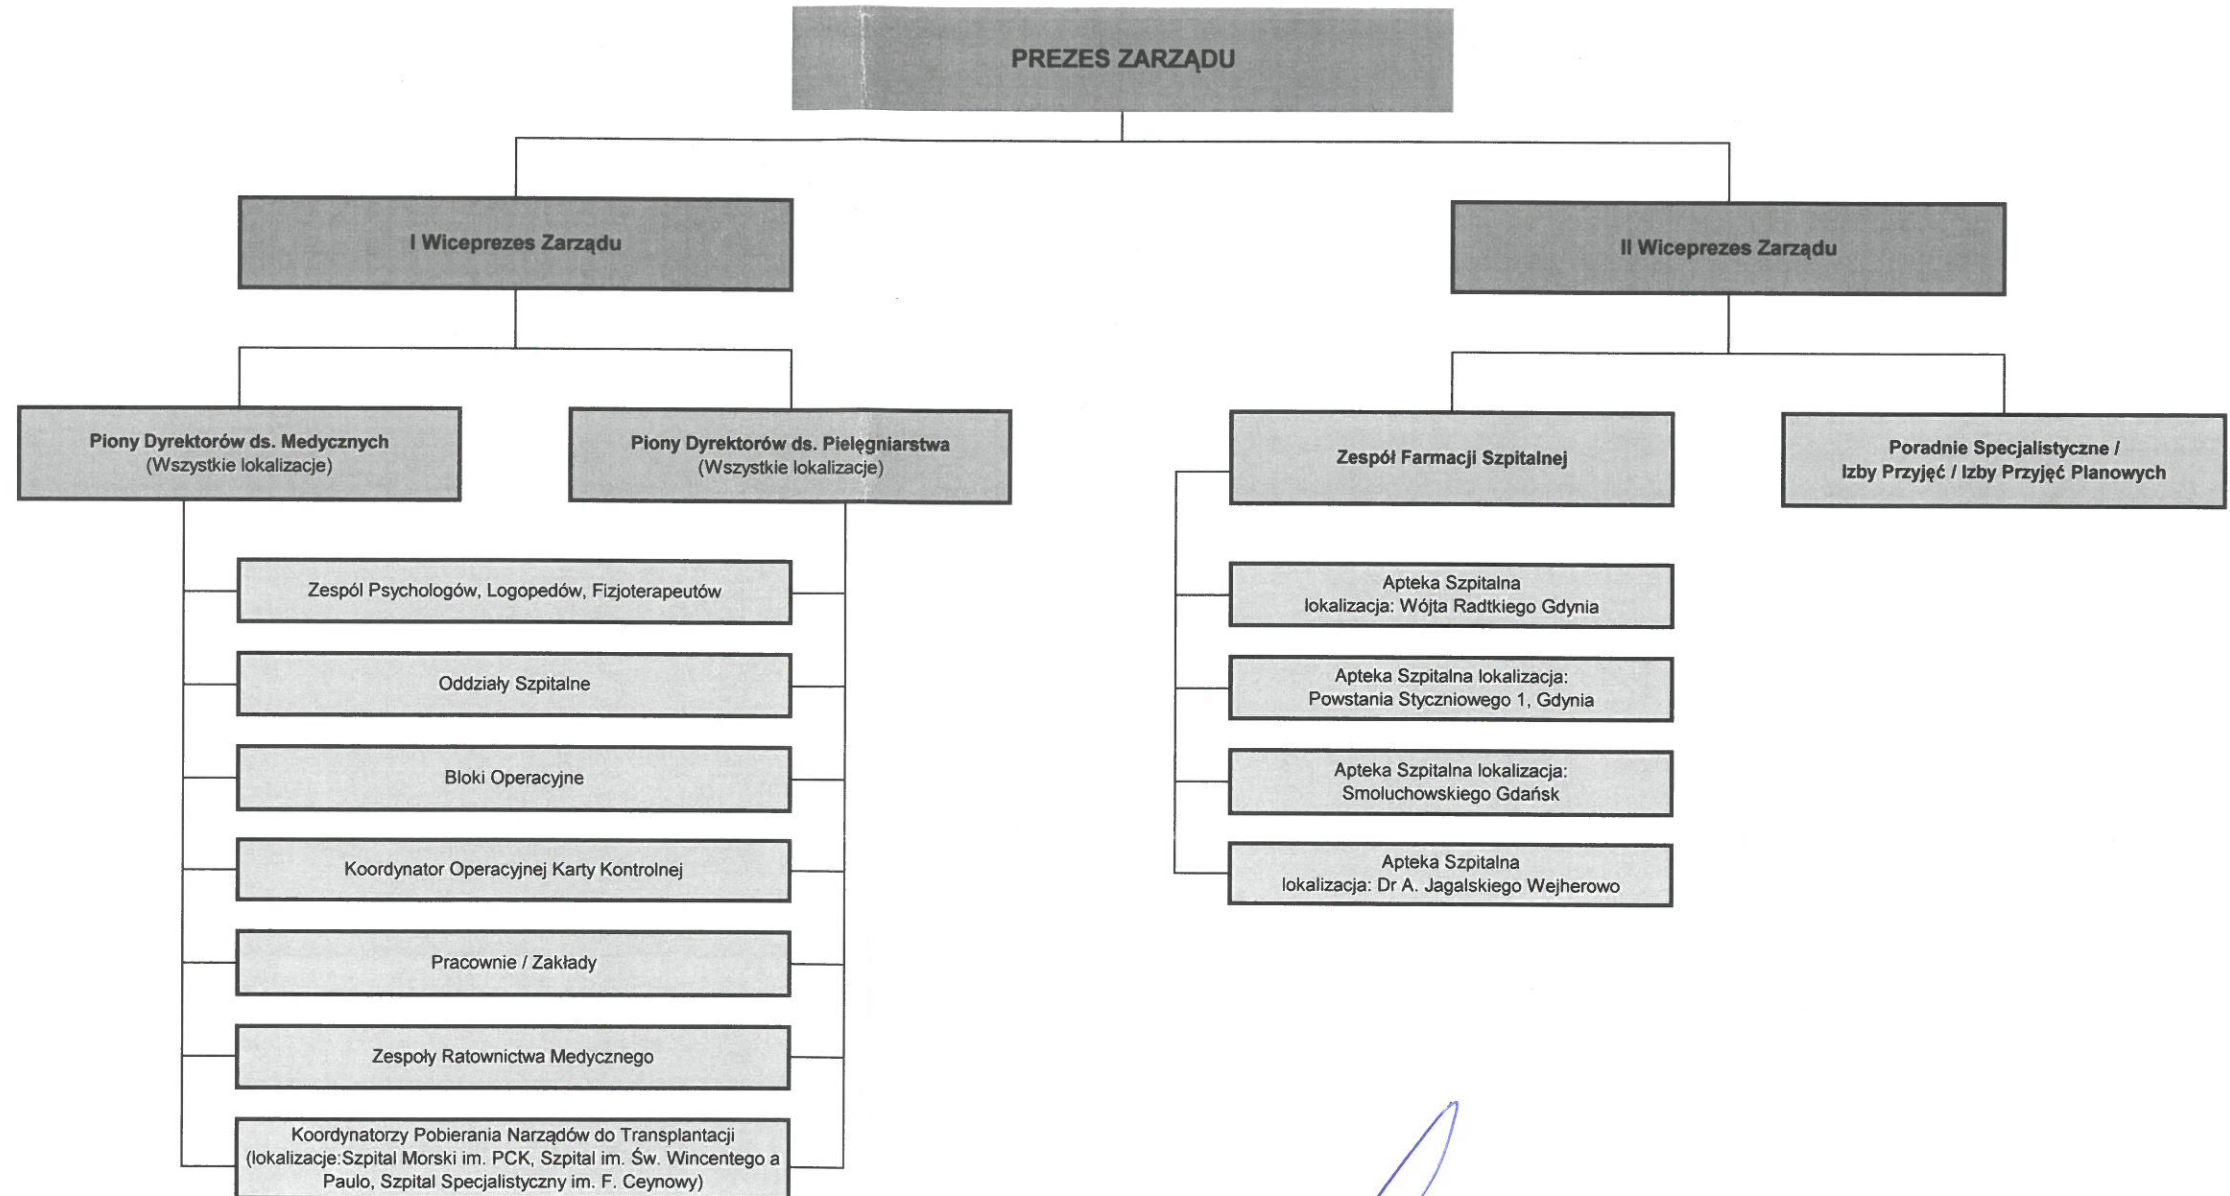 PREZES ZARZĄDU
I Wiceprezes Zarządu
II Wiceprezes Zarządu
Piony Dyrektorów ds. Medycznych
(Wszystkie lokalizacje)
Piony Dyrektorów ds. Pielęgniarstwa
(Wszystkie lokalizacje)
Zespół Farmacji Szpitalnej
Poradnie Specjalistyczne /
Izby Przyjęć / Izby Przyjęć Planowych
Zespól Psychologów, Logopedów, Fizjoterapeutów
Oddziały Szpitalne
Bloki Operacyjne
Koordynator Operacyjnej Karty Kontrolnej
Pracownie / Zakłady
Zespoły Ratownictwa Medycznego
Koordynatorzy Pobierania Narządów do Transplantacji
(lokalizacje:Szpital Morski im. PCK, Szpital im. Św. Wincentego a
Paulo, Szpital Specjalistyczny im. F. Ceynowy)
Apteka Szpitalna
lokalizacja: Wójta Radtkiego Gdynia
Apteka Szpitalna lokalizacja:
Powstania Styczniowego 1, Gdynia
Apteka Szpitalna lokalizacja:
Smoluchowskiego Gdańsk
Apteka Szpitalna
lokalizacja: Dr A. Jagalskiego Wejherowo